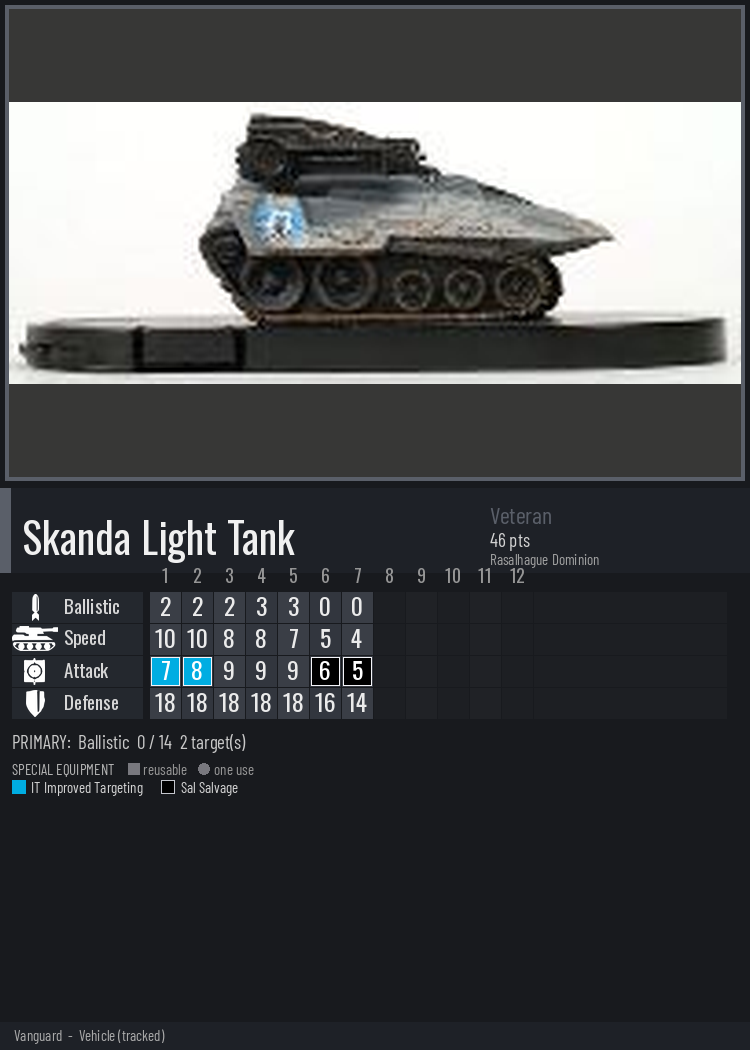 Skanda Light Tank
Veteran
46 pts
Rasalhague Dominion
1 2 3 4 5 6 7 8 9 10 11 12
Ballistic 2 2 2 3 3 0 0
Speed 10 10 8 8 7 5 4
Attack 7 8 9 9 9 6 5
Defense 18 18 18 18 18 16 14
PRIMARY: Ballistic 0 / 14 2 target(s)
SPECIAL EQUIPMENT reusable one use
IT Improved Targeting Sal Salvage
Vanguard - Vehicle (tracked)